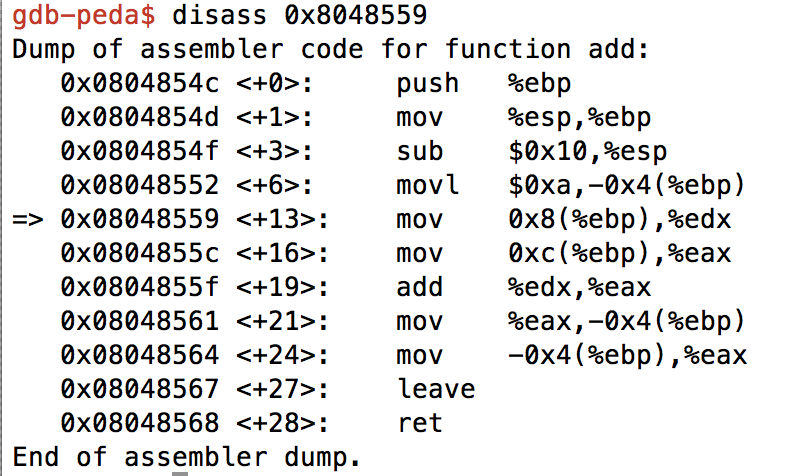 gdb-peda$ disass 0x8048559
Dump of assembler code for function add:
   0x0804854c <+0>:     push   %ebp
   0x0804854d <+1>:     mov    %esp,%ebp
   0x0804854f <+3>:     sub    $0x10,%esp
   0x08048552 <+6>:     movl   $0xa,-0x4(%ebp)
=> 0x08048559 <+13>:    mov    0x8(%ebp),%edx
   0x0804855c <+16>:    mov    0xc(%ebp),%eax
   0x0804855f <+19>:    add    %edx,%eax
   0x08048561 <+21>:    mov    %eax,-0x4(%ebp)
   0x08048564 <+24>:    mov    -0x4(%ebp),%eax
   0x08048567 <+27>:    leave
   0x08048568 <+28>:    ret
End of assembler dump.